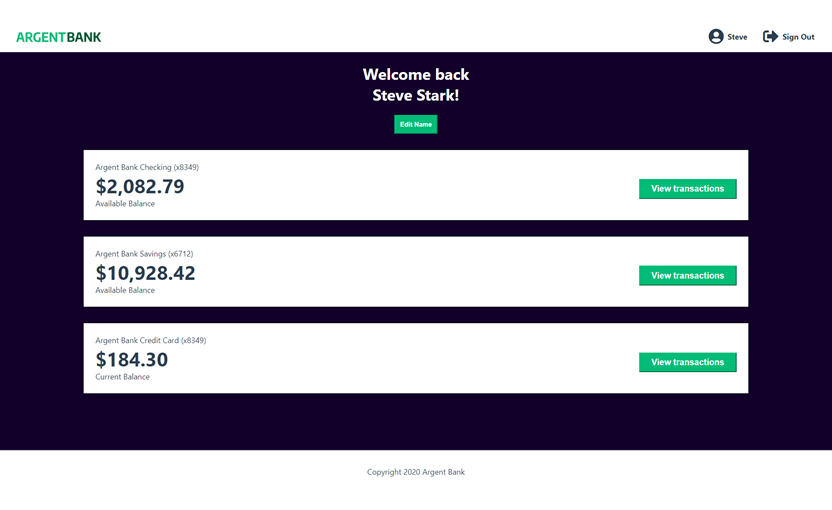 ARGENTBANK
Steve
Sign Out
Welcome back
Steve Stark!
Edit Name
Argent Bank Checking (x8349)
$2,082.79
Available Balance
View transactions
Argent Bank Savings (x6712)
$10,928.42
Available Balance
View transactions
Argent Bank Credit Card (x8349)
$184.30
Current Balance
View transactions
Copyright 2020 Argent Bank